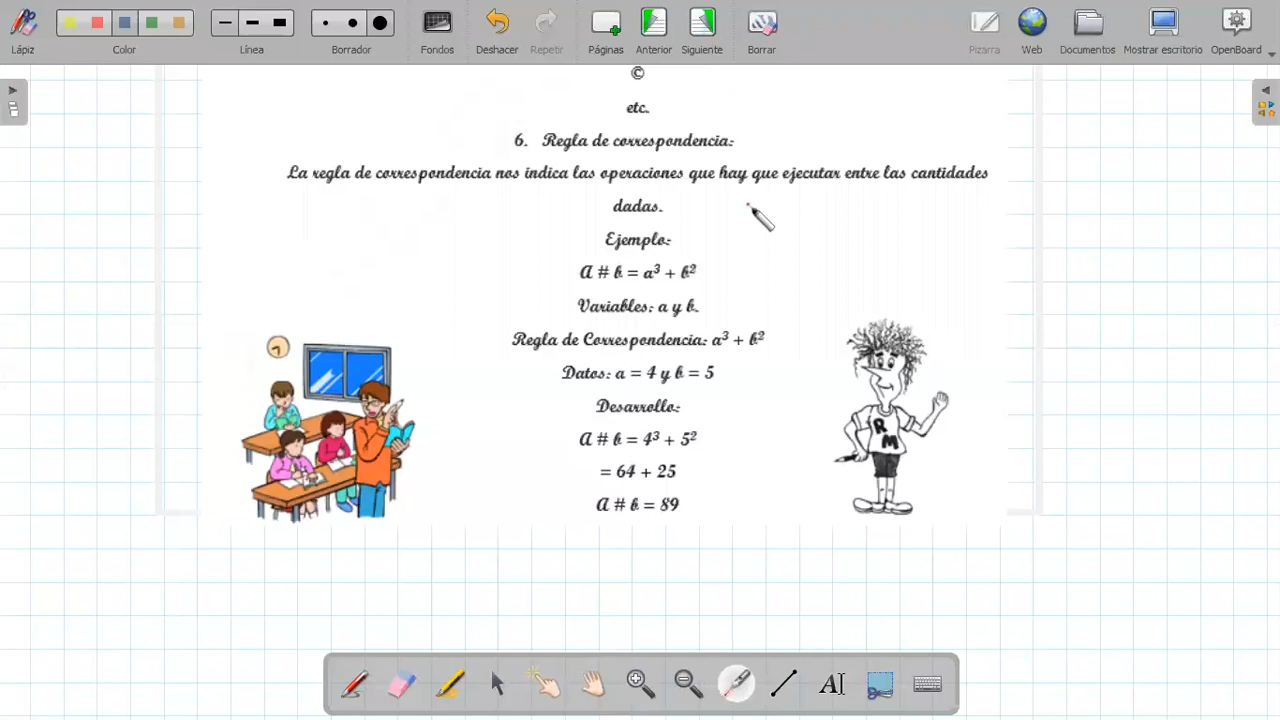 Lápiz
Color
Línea
Borrador
Fondos
Deshacer
Repetir
Páginas
Anterior
Siguiente
Borrar
Pizarra
Web
Documentos
Mostrar escritorio
OpenBoard
©
etc.
6. Regla de correspondencia:
La regla de correspondencia nos indica las operaciones que hay que ejecutar entre las cantidades
dadas.
Ejemplo:
A # b = a³ + b²
Variables: a y b.
Regla de Correspondencia: a³ + b²
Datos: a = 4 y b = 5
Desarrollo:
A # b = 4³ + 5²
= 64 + 25
A # b = 89
R
M
AI